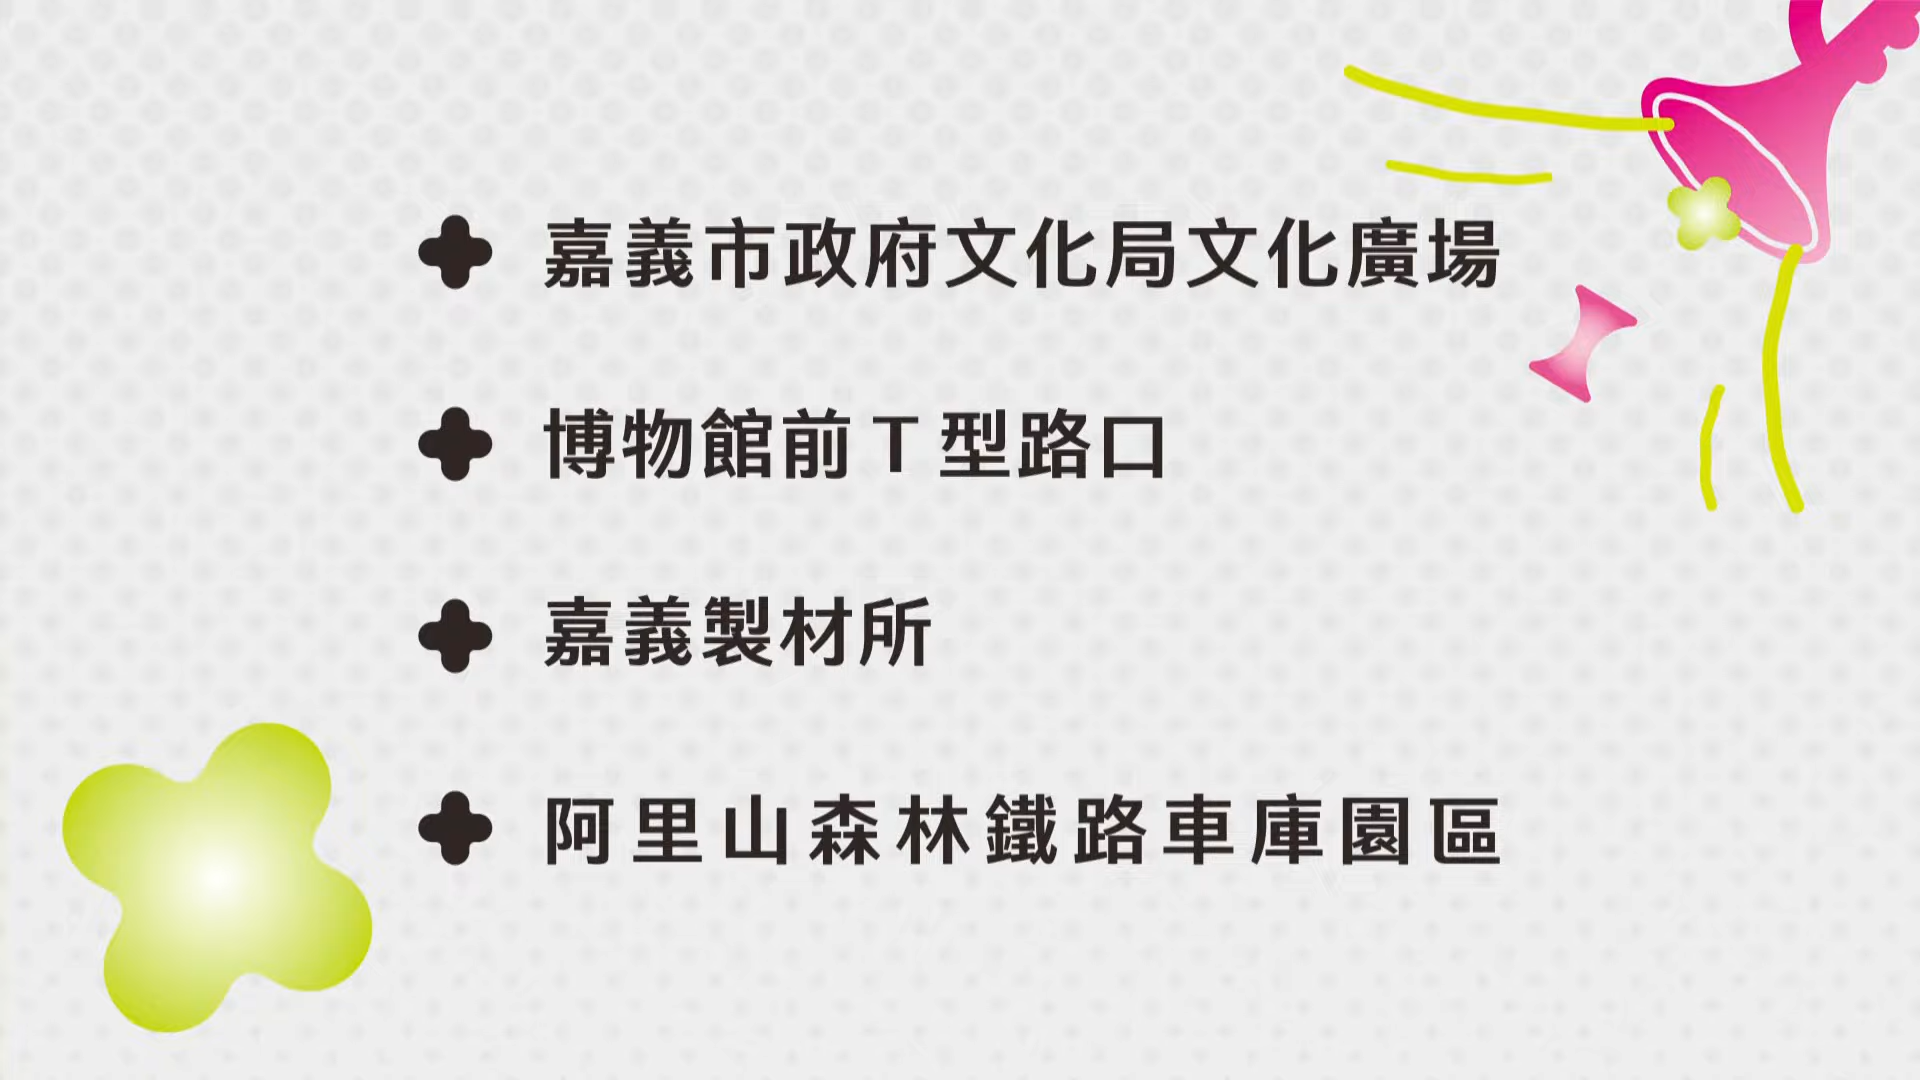 嘉義市政府文化局文化廣場
博物館前T型路口
嘉義製材所
阿里山森林鐵路車庫園區